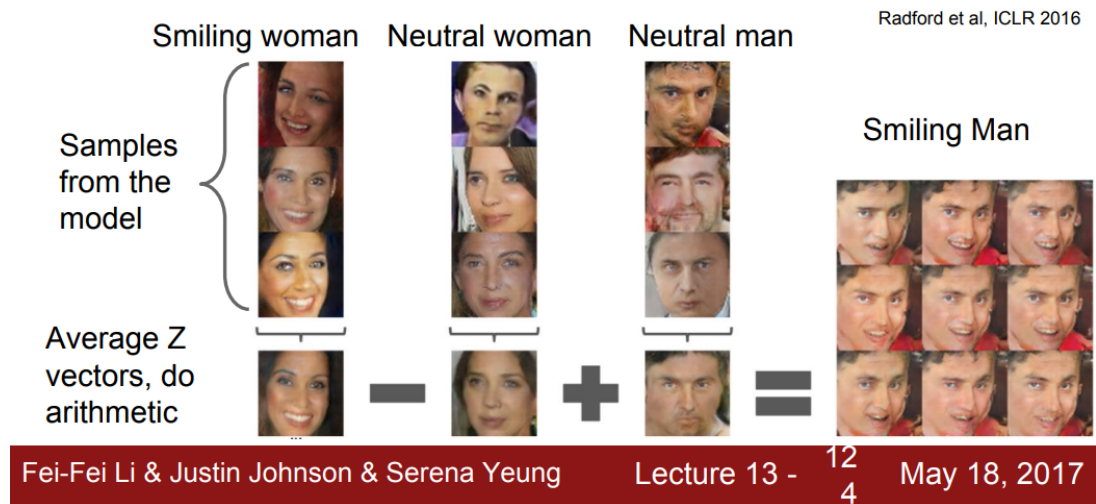 Radford et al, ICLR 2016
Smiling woman
Neutral woman
Neutral man
Samples
from the
model
Smiling Man
Average Z
vectors, do
arithmetic
...
Fei-Fei Li & Justin Johnson & Serena Yeung
Lecture 13 -
12
4
May 18, 2017